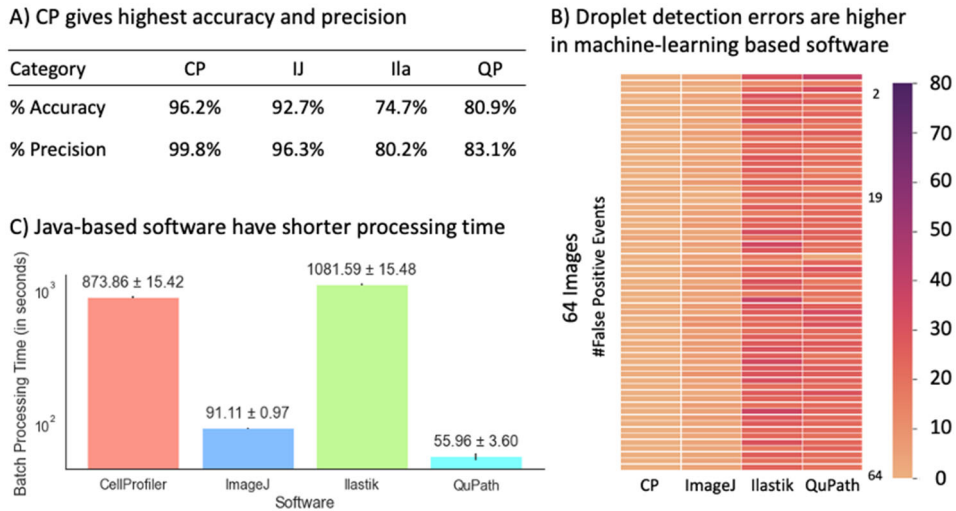 A) CP gives highest accuracy and precision
Category CP IJ Ila QP
% Accuracy 96.2% 92.7% 74.7% 80.9%
% Precision 99.8% 96.3% 80.2% 83.1%
B) Droplet detection errors are higher
in machine-learning based software
64 Images
#False Positive Events
2
19
64
80
70
60
50
40
30
20
10
0
CP ImageJ Ilastik QuPath
C) Java-based software have shorter processing time
Batch Processing Time (in seconds)
10³
10²
873.86 ± 15.42
91.11 ± 0.97
1081.59 ± 15.48
55.96 ± 3.60
CellProfiler ImageJ Ilastik QuPath
Software